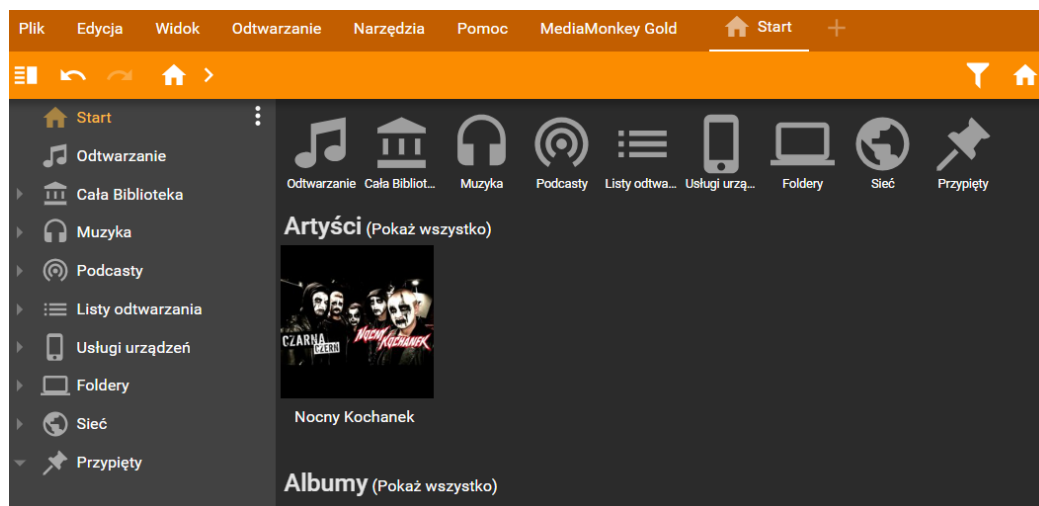 Plik Edycja Widok Odtwarzanie Narzędzia Pomoc MediaMonkey Gold Start
Start
Odtwarzanie
Cała Biblioteka
Muzyka
Podcasty
Listy odtwarzania
Usługi urządzeń
Foldery
Sieć
Przypięty
Odtwarzanie Cała Bibliot... Muzyka Podcasty Listy odtwa... Usługi urzą... Foldery Sieć Przypięty
Artyści (Pokaż wszystko)
CZARNA CZERŃ
NOCNY KOCHANEK
Nocny Kochanek
Albumy (Pokaż wszystko)